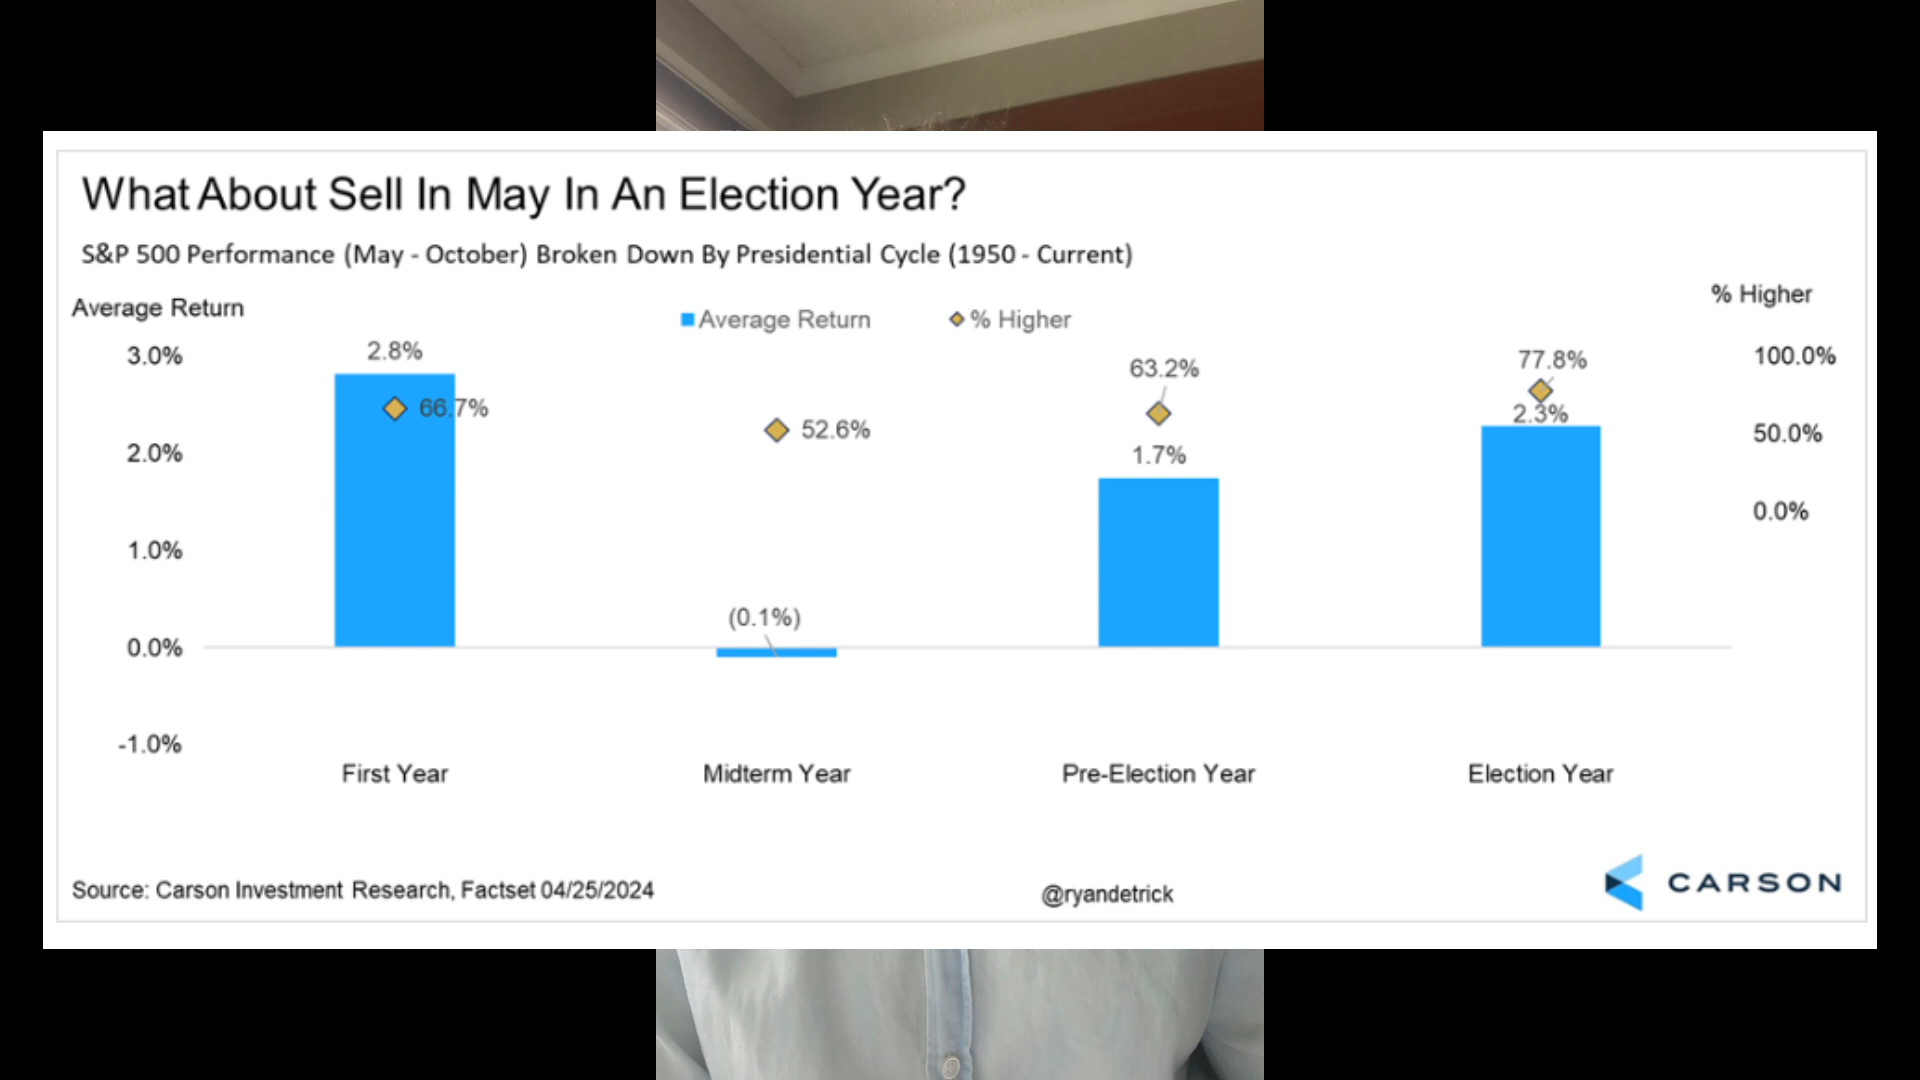 What About Sell In May In An Election Year?
S&P 500 Performance (May - October) Broken Down By Presidential Cycle (1950 - Current)
Average Return
% Higher
Average Return
% Higher
3.0%
2.0%
1.0%
0.0%
-1.0%
2.8%
66.7%
52.6%
(0.1%)
63.2%
1.7%
77.8%
2.3%
100.0%
50.0%
0.0%
First Year
Midterm Year
Pre-Election Year
Election Year
Source: Carson Investment Research, Factset 04/25/2024
@ryandetrick
CARSON